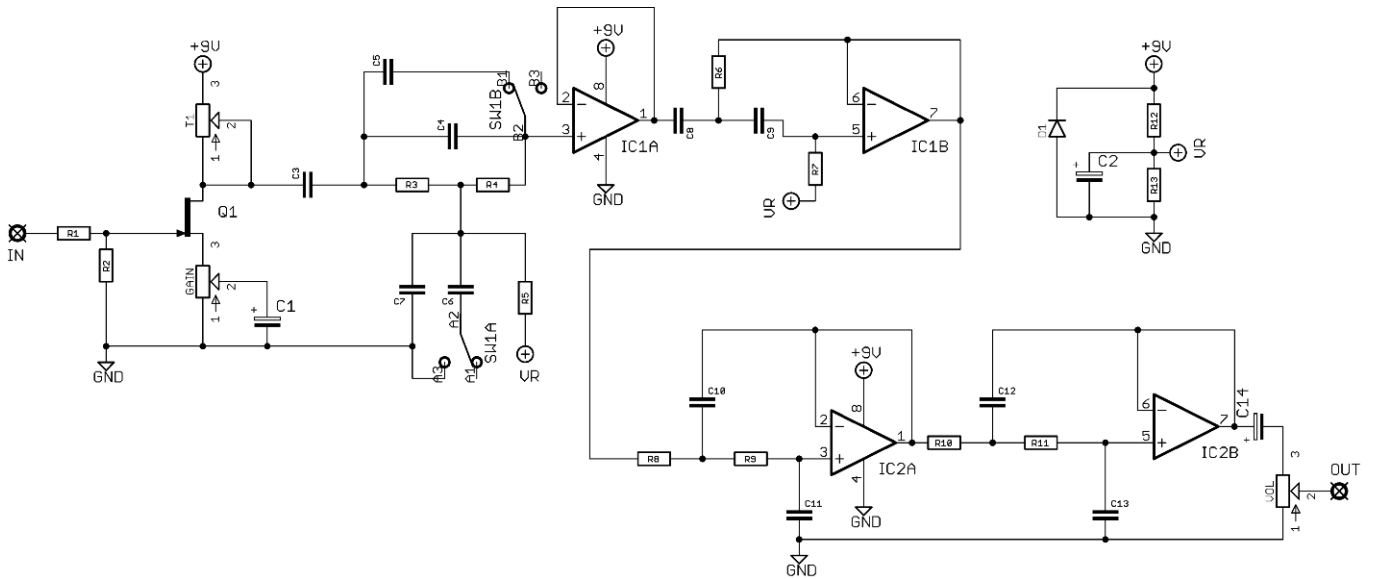 +9V
3
T1
2
1
Q1
IN
R1
R2
3
GAIN
2
1
C1
GND
C3
C5
C4
R3
R4
B1
B3
SW1B
B2
C7
C6
A2
SW1A
A3
A1
R5
VR
+9V
8
2
3
1
4
IC1A
GND
C8
R6
C9
R7
VR
6
5
7
IC1B
+9V
D1
R12
C2
VR
R13
GND
R8
C10
R9
C11
GND
+9V
8
2
3
1
4
IC2A
GND
R10
C12
R11
C13
6
5
7
IC2B
C14
3
VOL
2
1
OUT